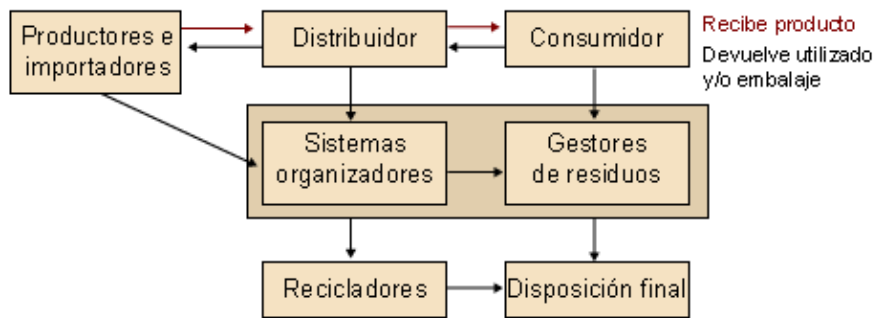 Productores e
importadores
Distribuidor
Consumidor
Recibe producto
Devuelve utilizado
y/o embalaje
Sistemas
organizadores
Gestores
de residuos
Recicladores
Disposición final